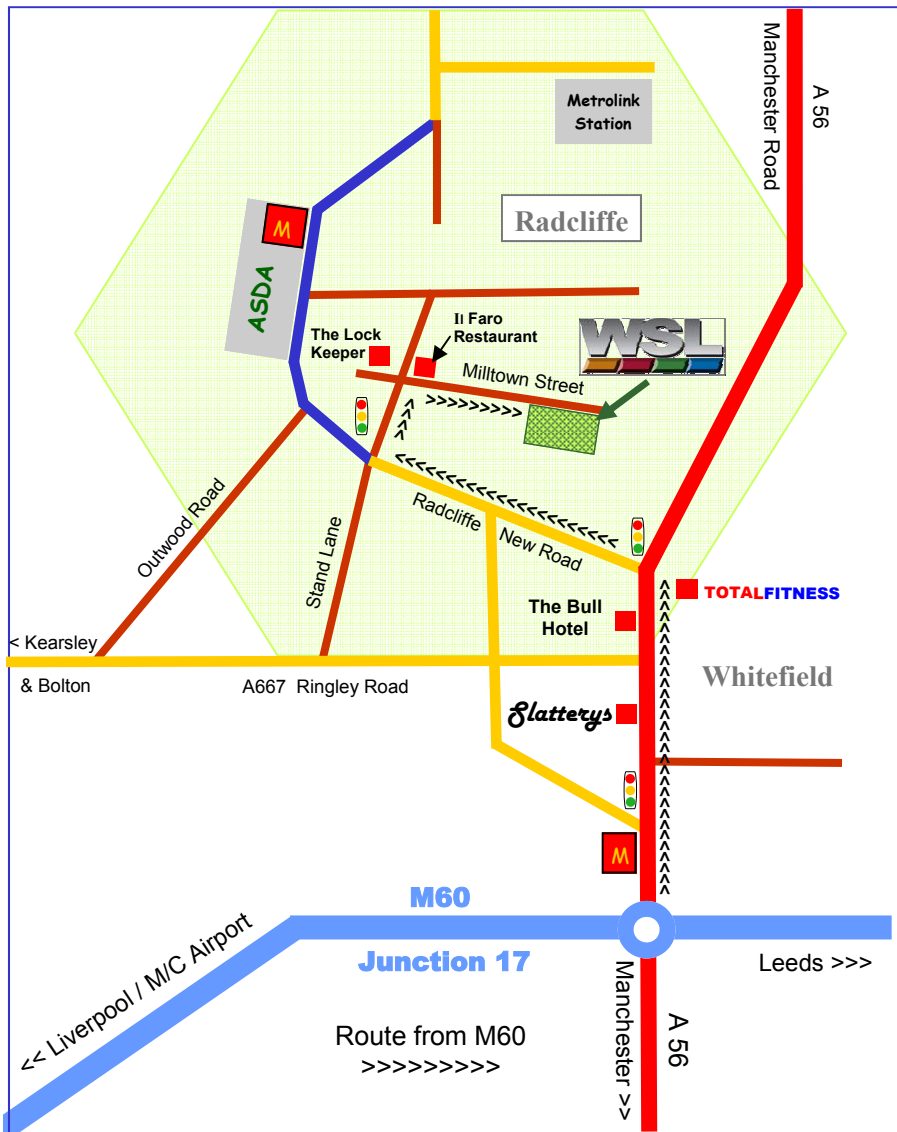 Manchester Road
A 56
Metrolink
Station
Radcliffe
M
ASDA
The Lock
Keeper
Il Faro
Restaurant
WSL
Milltown Street
>>>>>>>>>
>>>>
<<<<<<<<<<<<<<<<<<<<<
Outwood Road
Stand Lane
Radcliffe
New Road
TOTALFITNESS
The Bull
Hotel
< Kearsley
& Bolton
A667 Ringley Road
Whitefield
Slatterys
M
M60
Junction 17
<< Liverpool / M/C Airport
Leeds >>>
Manchester >>
A 56
Route from M60
>>>>>>>>>